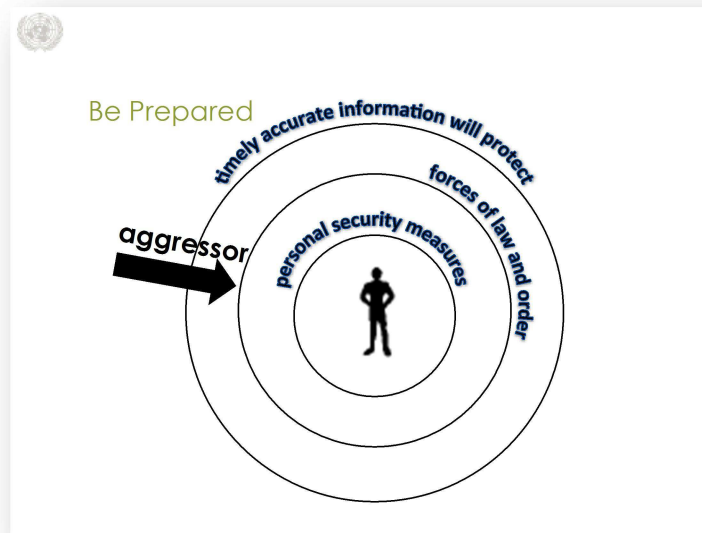 Be Prepared
timely accurate information will protect
forces of law and order
personal security measures
aggressor